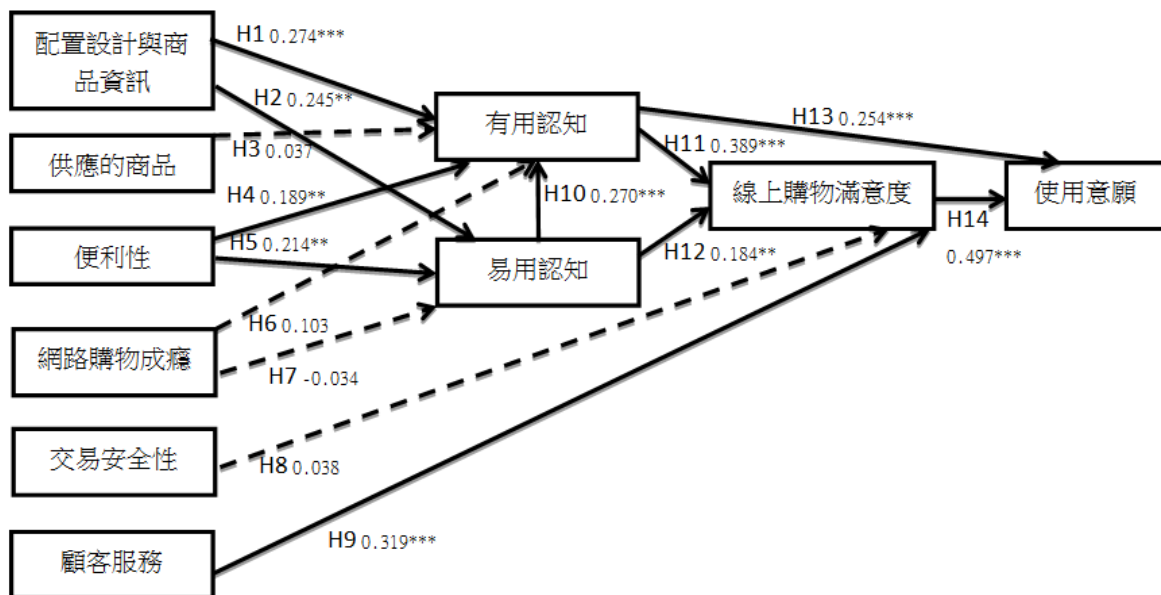 配置設計與商
品資訊
供應的商品
便利性
網路購物成癮
交易安全性
顧客服務
H1 0.274***
H2 0.245**
H3 0.037
H4 0.189**
H5 0.214**
H6 0.103
H7 -0.034
H8 0.038
H9 0.319***
有用認知
易用認知
H10 0.270***
H11 0.389***
H12 0.184**
H13 0.254***
線上購物滿意度
H14
0.497***
使用意願